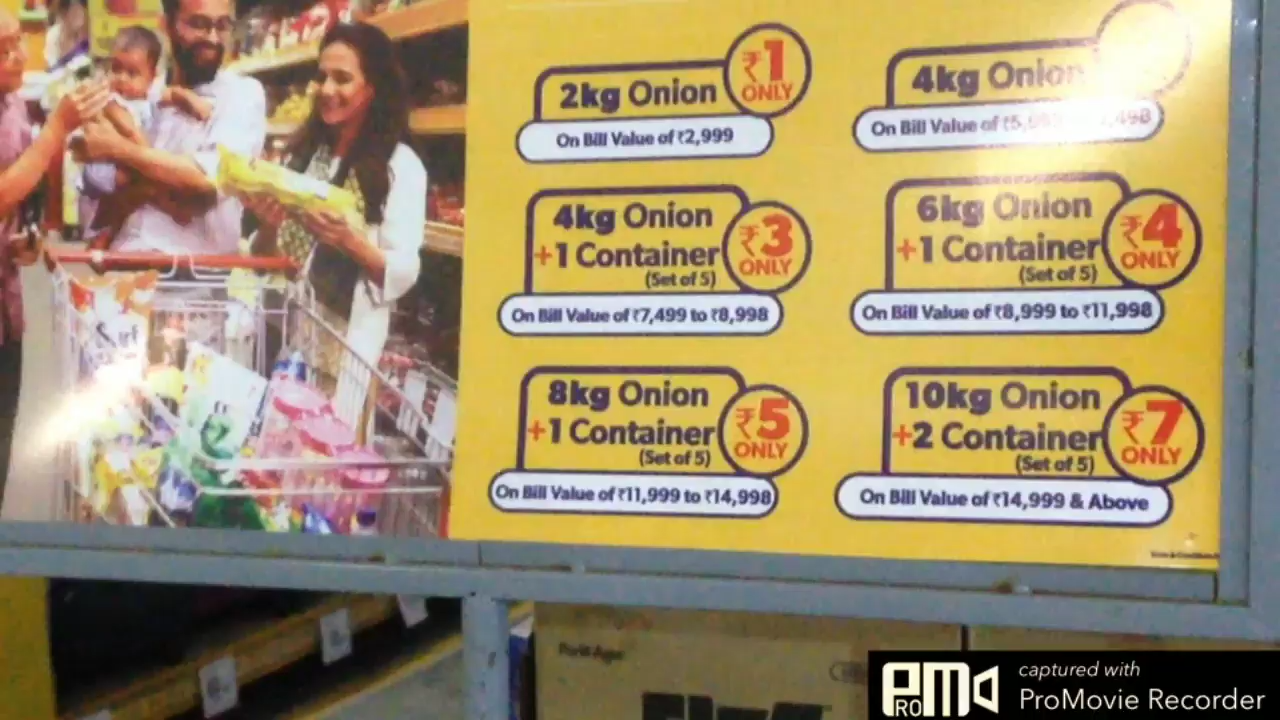 2kg Onion
₹1
ONLY
On Bill Value of ₹2,999
4kg Onion
On Bill Value of
4kg Onion
+1 Container
(Set of 5)
₹3
ONLY
On Bill Value of ₹7,499 to ₹8,998
6kg Onion
+1 Container
(Set of 5)
₹4
ONLY
On Bill Value of ₹8,999 to ₹11,998
8kg Onion
+1 Container
(Set of 5)
₹5
ONLY
On Bill Value of ₹11,999 to ₹14,998
10kg Onion
+2 Container
(Set of 5)
₹7
ONLY
On Bill Value of ₹14,999 & Above
Surf
Parle Agro
PROM
captured with
ProMovie Recorder